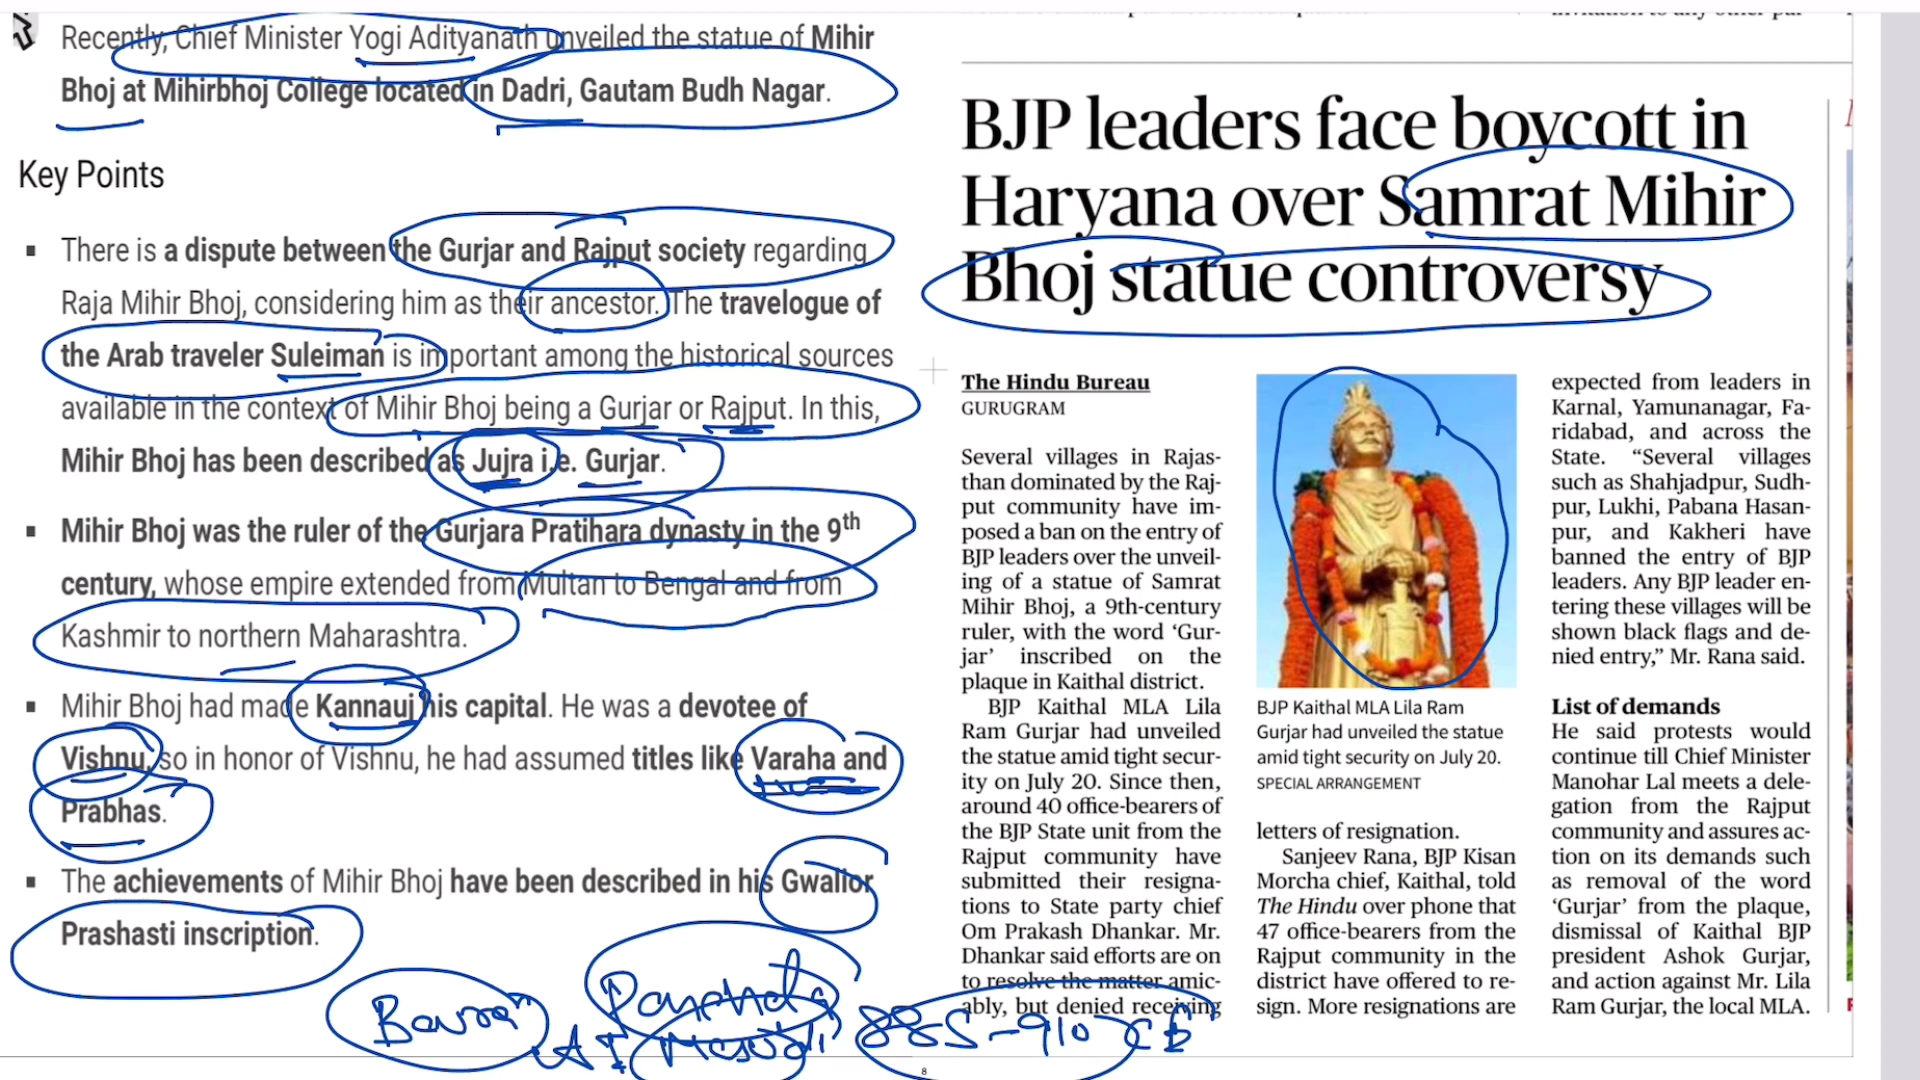 Recently, Chief Minister Yogi Adityanath unveiled the statue of Mihir
Bhoj at Mihirbhoj College located in Dadri, Gautam Budh Nagar.
Key Points
There is a dispute between the Gurjar and Rajput society regarding
Raja Mihir Bhoj, considering him as their ancestor. The travelogue of
the Arab traveler Suleiman is important among the historical sources
available in the context of Mihir Bhoj being a Gurjar or Rajput. In this,
Mihir Bhoj has been described as Jujra i.e. Gurjar.
Mihir Bhoj was the ruler of the Gurjara Pratihara dynasty in the 9th
century, whose empire extended from Multan to Bengal and from
Kashmir to northern Maharashtra.
Mihir Bhoj had made Kannauj his capital. He was a devotee of
Vishnu, so in honor of Vishnu, he had assumed titles like Varaha and
Prabhas.
The achievements of Mihir Bhoj have been described in his Gwalior
Prashasti inscription.
Al Masudi
885-910 CE
8
BJP leaders face boycott in
Haryana over Samrat Mihir
Bhoj statue controversy
The Hindu Bureau
GURUGRAM
Several villages in Rajas-
than dominated by the Raj-
put community have im-
posed a ban on the entry of
BJP leaders over the unveil-
ing of a statue of Samrat
Mihir Bhoj, a 9th-century
ruler, with the word ‘Gur-
jar’ inscribed on the
plaque in Kaithal district.
BJP Kaithal MLA Lila
Ram Gurjar had unveiled
the statue amid tight secur-
ity on July 20. Since then,
around 40 office-bearers of
the BJP State unit from the
Rajput community have
submitted their resigna-
tions to State party chief
Om Prakash Dhankar. Mr.
Dhankar said efforts are on
to resolve the matter amic-
ably, but denied receiving
BJP Kaithal MLA Lila Ram
Gurjar had unveiled the statue
amid tight security on July 20.
SPECIAL ARRANGEMENT
letters of resignation.
Sanjeev Rana, BJP Kisan
Morcha chief, Kaithal, told
The Hindu over phone that
47 office-bearers from the
Rajput community in the
district have offered to re-
sign. More resignations are
expected from leaders in
Karnal, Yamunanagar, Fa-
ridabad, and across the
State. “Several villages
such as Shahjadpur, Sudh-
pur, Lukhi, Pabana Hasan-
pur, and Kakheri have
banned the entry of BJP
leaders. Any BJP leader en-
tering these villages will be
shown black flags and de-
nied entry,” Mr. Rana said.
List of demands
He said protests would
continue till Chief Minister
Manohar Lal meets a dele-
gation from the Rajput
community and assures ac-
tion on its demands such
as removal of the word
‘Gurjar’ from the plaque,
dismissal of Kaithal BJP
president Ashok Gurjar,
and action against Mr. Lila
Ram Gurjar, the local MLA.